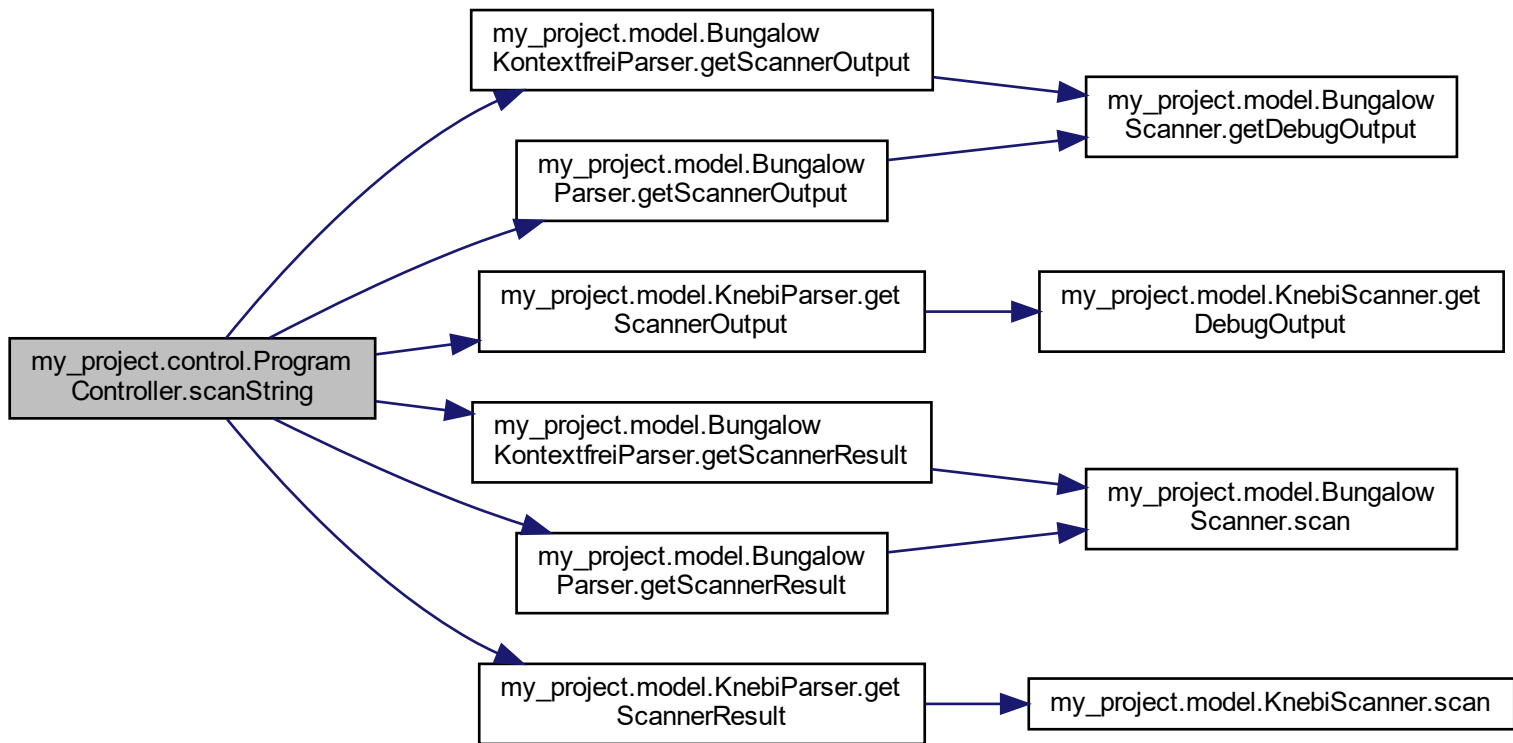 my_project.model.Bungalow
KontextfreiParser.getScannerOutput
my_project.model.Bungalow
Scanner.getDebugOutput
my_project.model.Bungalow
Parser.getScannerOutput
my_project.model.KnebiParser.get
ScannerOutput
my_project.model.KnebiScanner.get
DebugOutput
my_project.control.Program
Controller.scanString
my_project.model.Bungalow
KontextfreiParser.getScannerResult
my_project.model.Bungalow
Scanner.scan
my_project.model.Bungalow
Parser.getScannerResult
my_project.model.KnebiParser.get
ScannerResult
my_project.model.KnebiScanner.scan